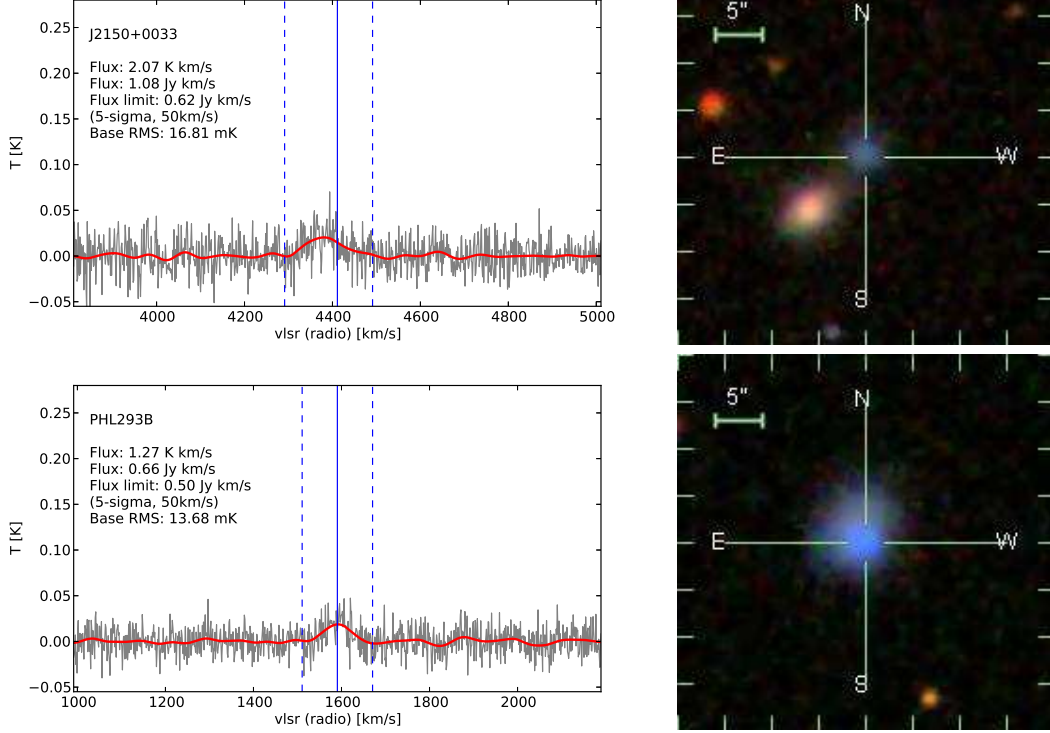 0.25
0.20
0.15
0.10
0.05
0.00
−0.05
T [K]
J2150+0033
Flux: 2.07 K km/s
Flux: 1.08 Jy km/s
Flux limit: 0.62 Jy km/s
(5-sigma, 50km/s)
Base RMS: 16.81 mK
4000 4200 4400 4600 4800 5000
vlsr (radio) [km/s]
5"
N
E W
S
0.25
0.20
0.15
0.10
0.05
0.00
−0.05
T [K]
PHL293B
Flux: 1.27 K km/s
Flux: 0.66 Jy km/s
Flux limit: 0.50 Jy km/s
(5-sigma, 50km/s)
Base RMS: 13.68 mK
1000 1200 1400 1600 1800 2000
vlsr (radio) [km/s]
5"
N
E W
S